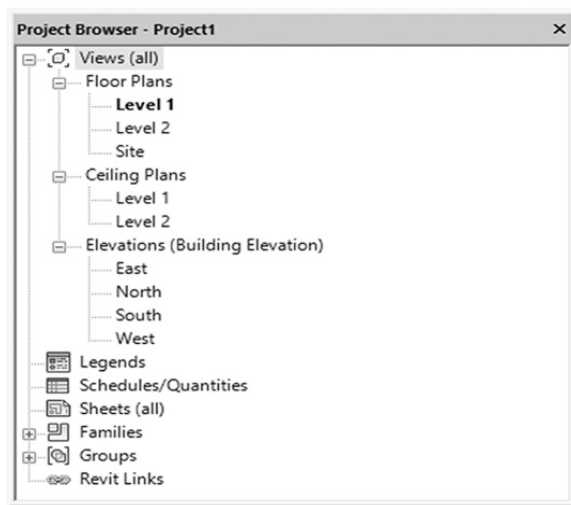 Project Browser - Project1
Views (all)
Floor Plans
Level 1
Level 2
Site
Ceiling Plans
Level 1
Level 2
Elevations (Building Elevation)
East
North
South
West
Legends
Schedules/Quantities
Sheets (all)
Families
Groups
Revit Links